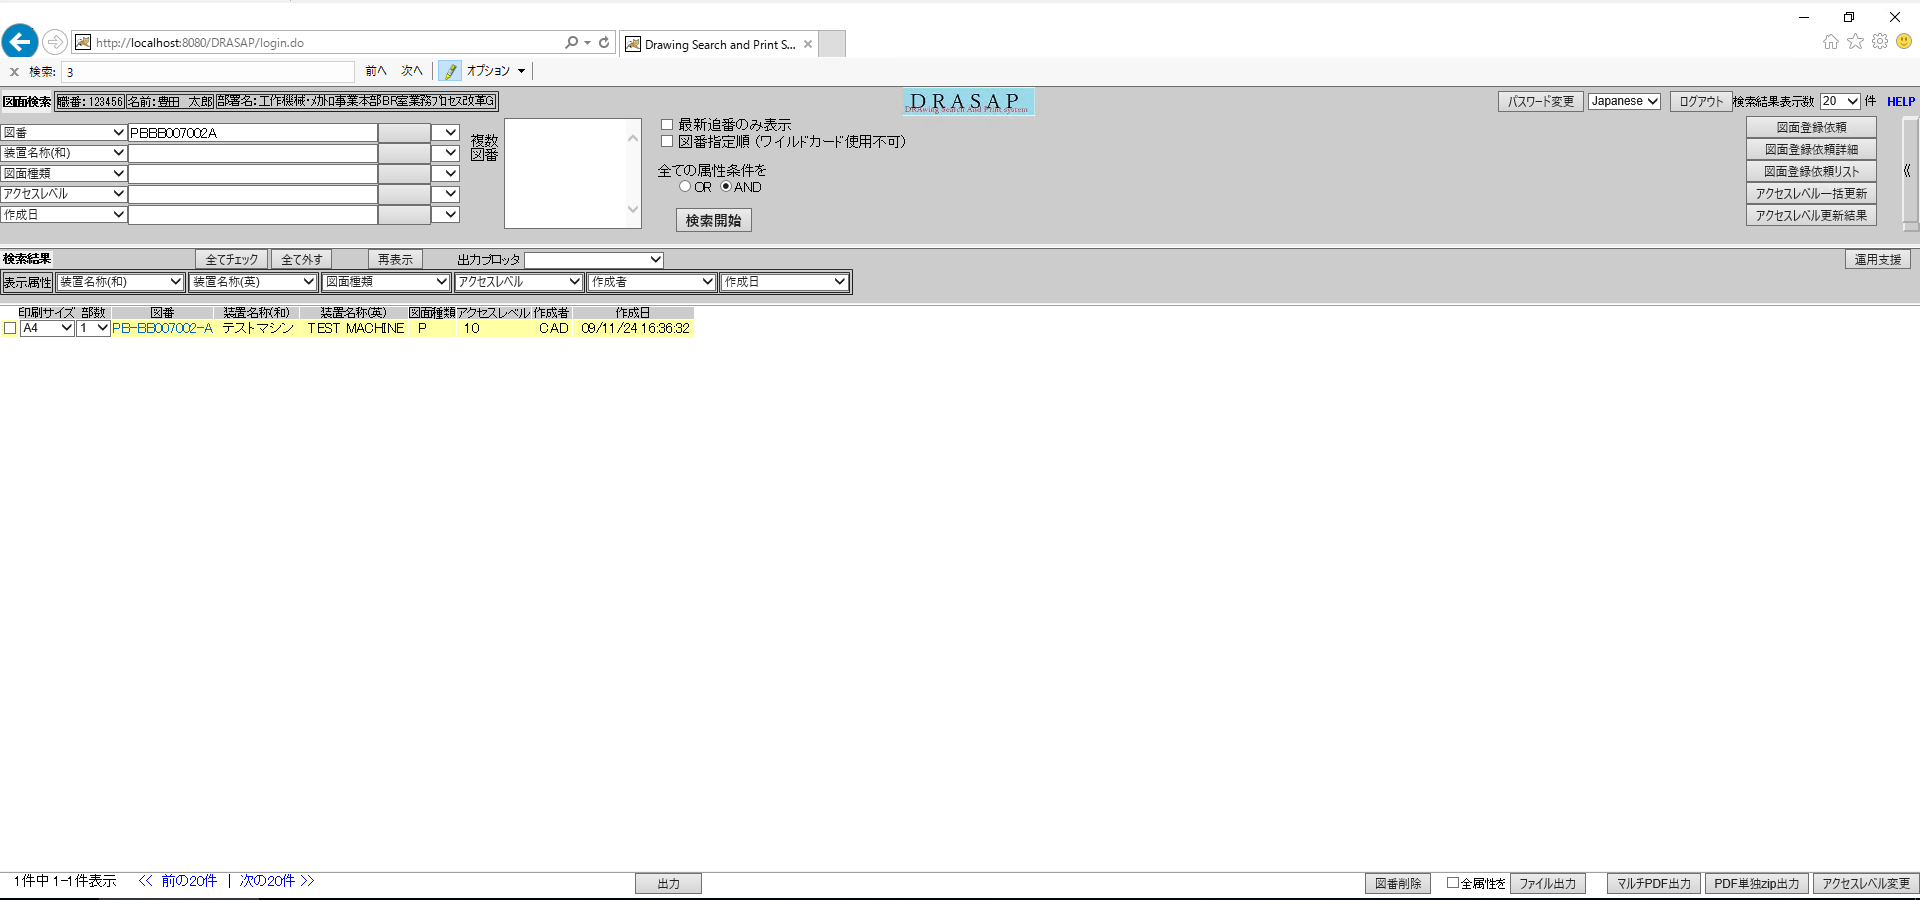 http://localhost:8080/DRASAP/login.do
Drawing Search and Print S...
検索: 3 前へ 次へ オプション
図面検索 職番:123456 名前:豊田 太郎 部署名:工作機械・メカトロ事業本部BR室業務プロセス改革G
DRASAP
DRAwing Search And Print system
パスワード変更 Japanese ログアウト 検索結果表示数 20 件 HELP
図番 PBBB007002A
装置名称(和)
図面種類
アクセスレベル
作成日
複数
図番
最新追番のみ表示
図番指定順(ワイルドカード使用不可)
全ての属性条件を
OR AND
検索開始
図面登録依頼
図面登録依頼詳細
図面登録依頼リスト
アクセスレベル一括更新
アクセスレベル更新結果
《
検索結果 全てチェック 全て外す 再表示 出力プロッタ 運用支援
表示属性 装置名称(和) 装置名称(英) 図面種類 アクセスレベル 作成者 作成日
印刷サイズ 部数 図番 装置名称(和) 装置名称(英) 図面種類 アクセスレベル 作成者 作成日
A4 1 PB-BB007002-A テストマシン TEST MACHINE P 10 CAD 09/11/24 16:36:32
1件中 1-1件表示 << 前の20件 | 次の20件 >>
出力
図番削除 全属性を ファイル出力 マルチPDF出力 PDF単独zip出力 アクセスレベル変更